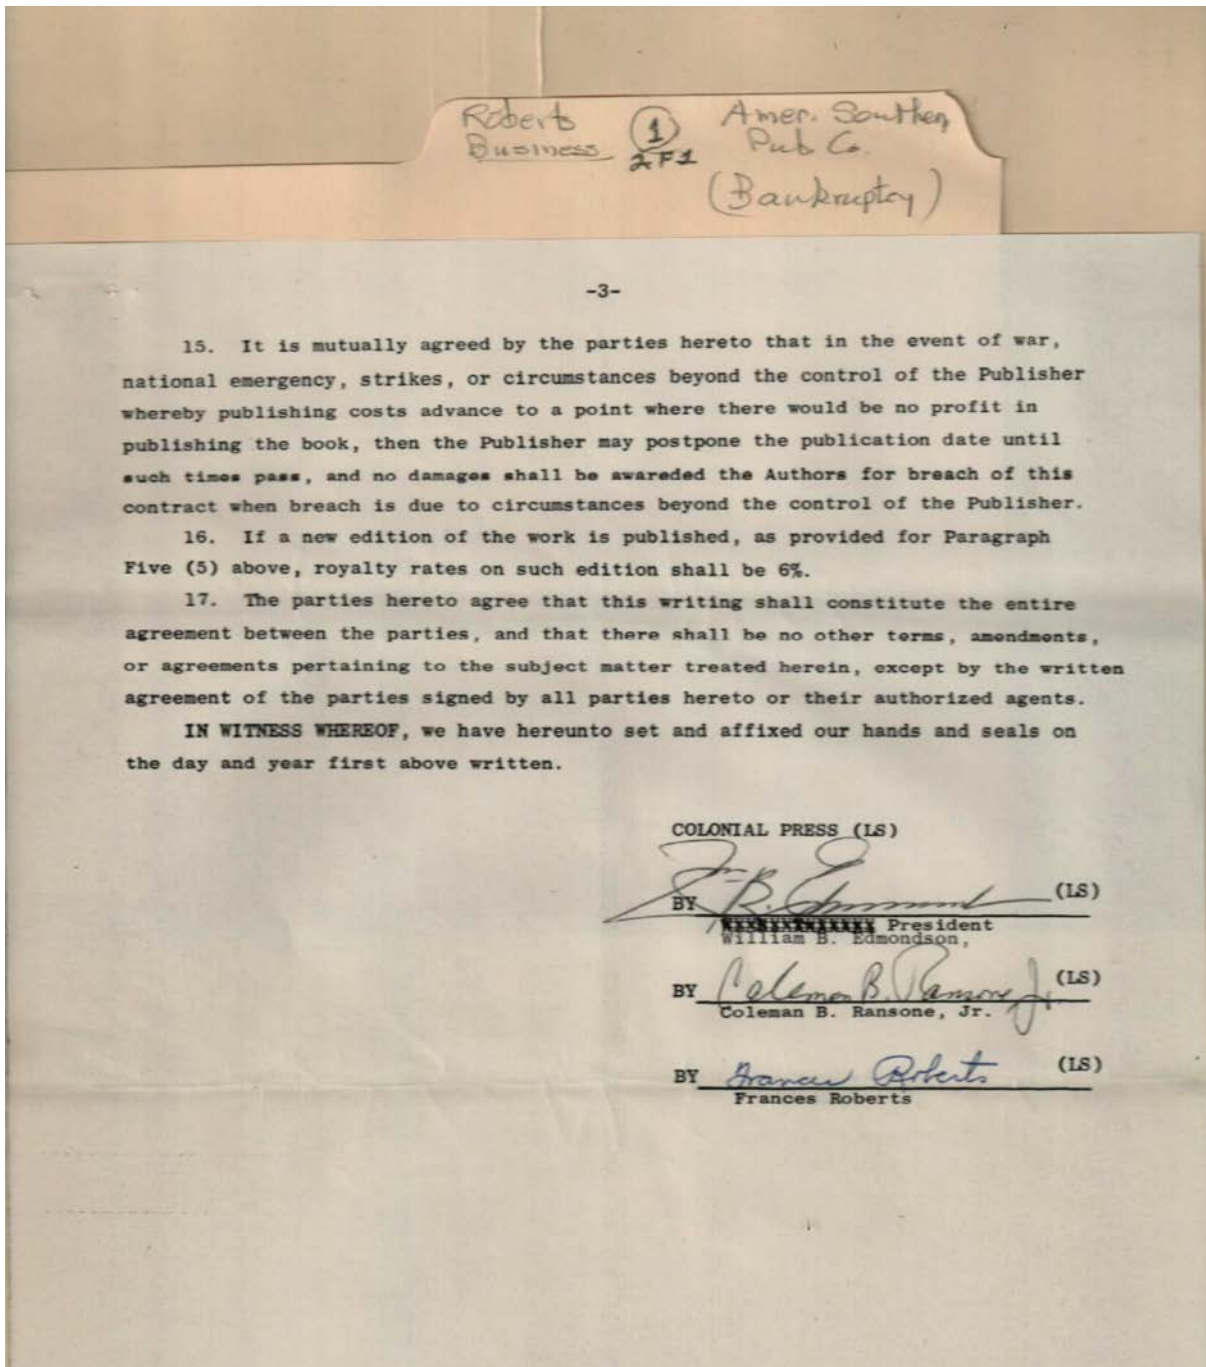 Roberts
Business
1
2F1
Amer. Southern
Pub Co.
(Bankruptcy)
-3-
15. It is mutually agreed by the parties hereto that in the event of war,
national emergency, strikes, or circumstances beyond the control of the Publisher
whereby publishing costs advance to a point where there would be no profit in
publishing the book, then the Publisher may postpone the publication date until
such times pass, and no damages shall be awareded the Authors for breach of this
contract when breach is due to circumstances beyond the control of the Publisher.
16. If a new edition of the work is published, as provided for Paragraph
Five (5) above, royalty rates on such edition shall be 6%.
17. The parties hereto agree that this writing shall constitute the entire
agreement between the parties, and that there shall be no other terms, amendments,
or agreements pertaining to the subject matter treated herein, except by the written
agreement of the parties signed by all parties hereto or their authorized agents.
IN WITNESS WHEREOF, we have hereunto set and affixed our hands and seals on
the day and year first above written.
COLONIAL PRESS (LS)
BY (LS)
President
William B. Edmondson,
BY Coleman B. Ransone Jr. (LS)
Coleman B. Ransone, Jr.
BY Frances Roberts (LS)
Frances Roberts